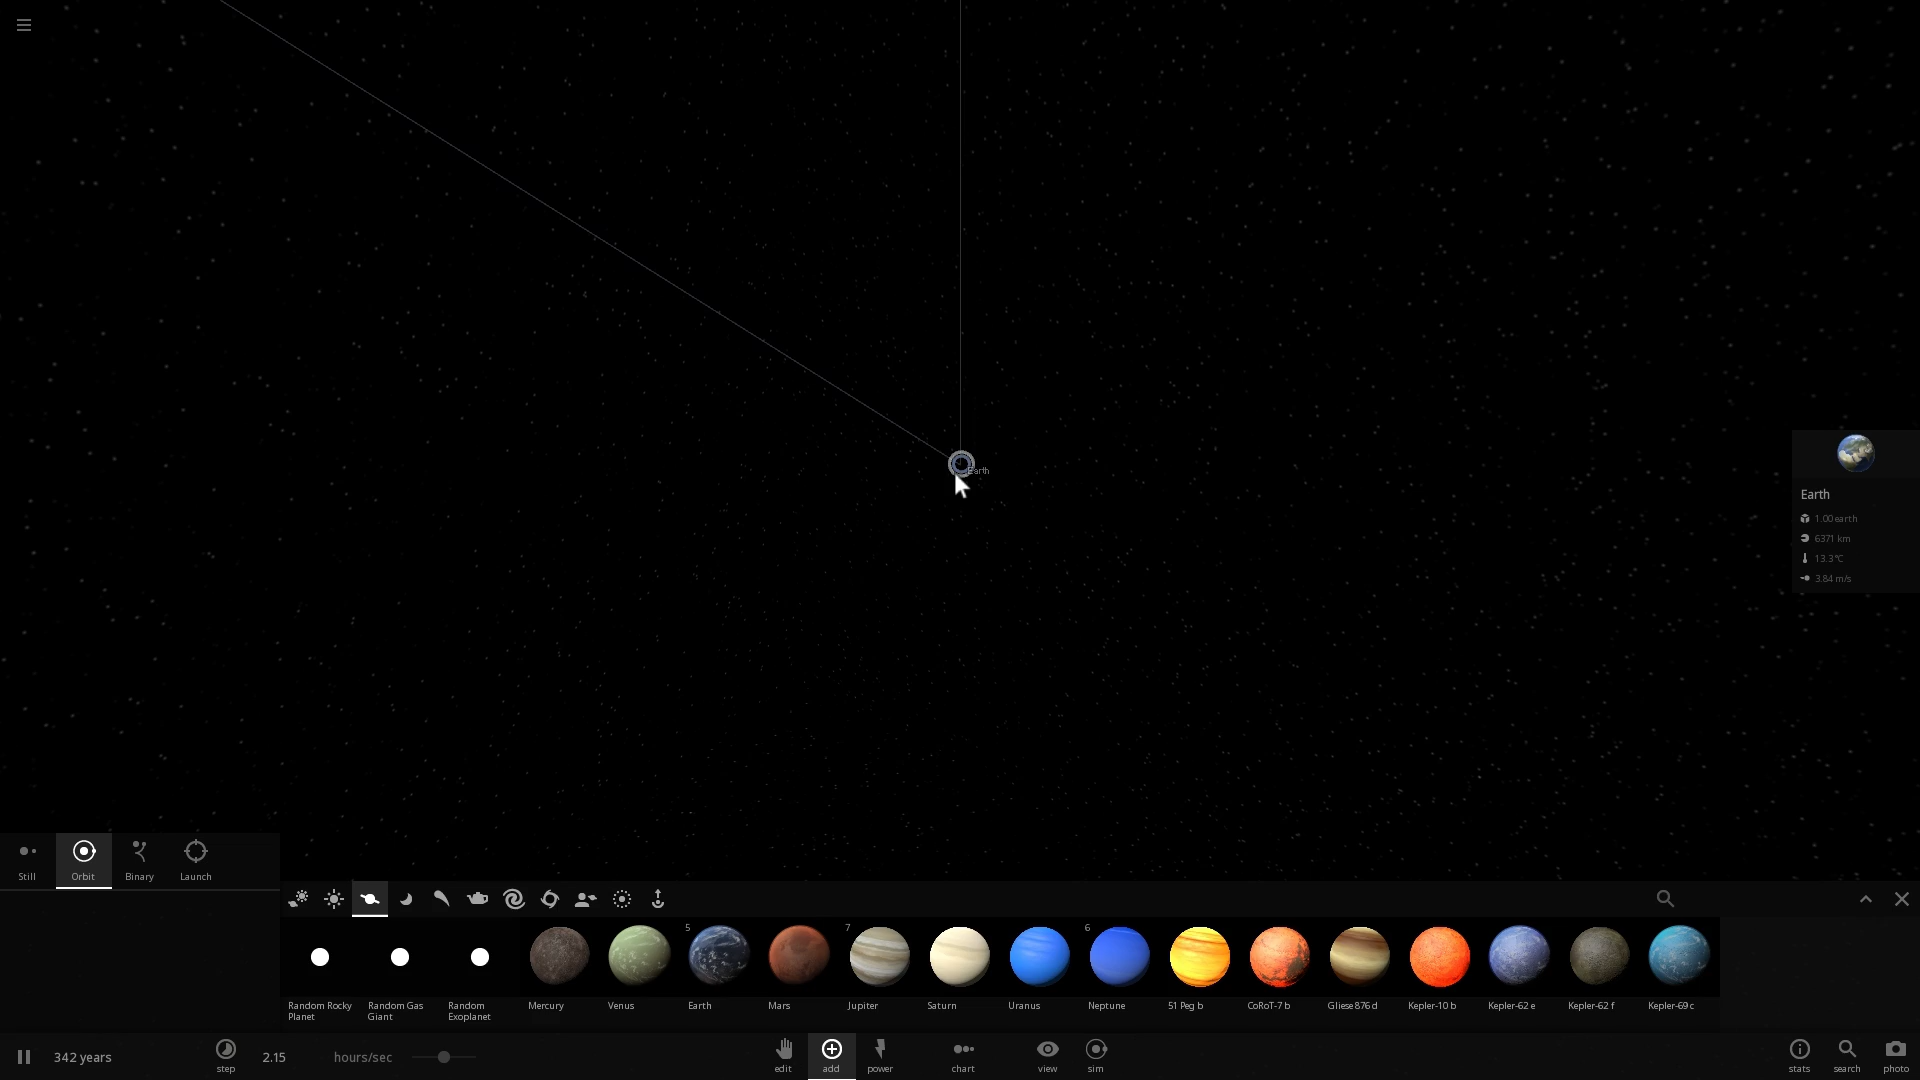 Earth
Earth
1.00 earth
6371 km
13.3°C
3.84 m/s
Still
Orbit
Binary
Launch
5
7
6
Random Rocky Planet
Random Gas Giant
Random Exoplanet
Mercury
Venus
Earth
Mars
Jupiter
Saturn
Uranus
Neptune
51 Peg b
CoRoT-7 b
Gliese 876 d
Kepler-10 b
Kepler-62 e
Kepler-62 f
Kepler-69 c
342 years
step
2.15
hours/sec
edit
add
power
chart
view
sim
stats
search
photo